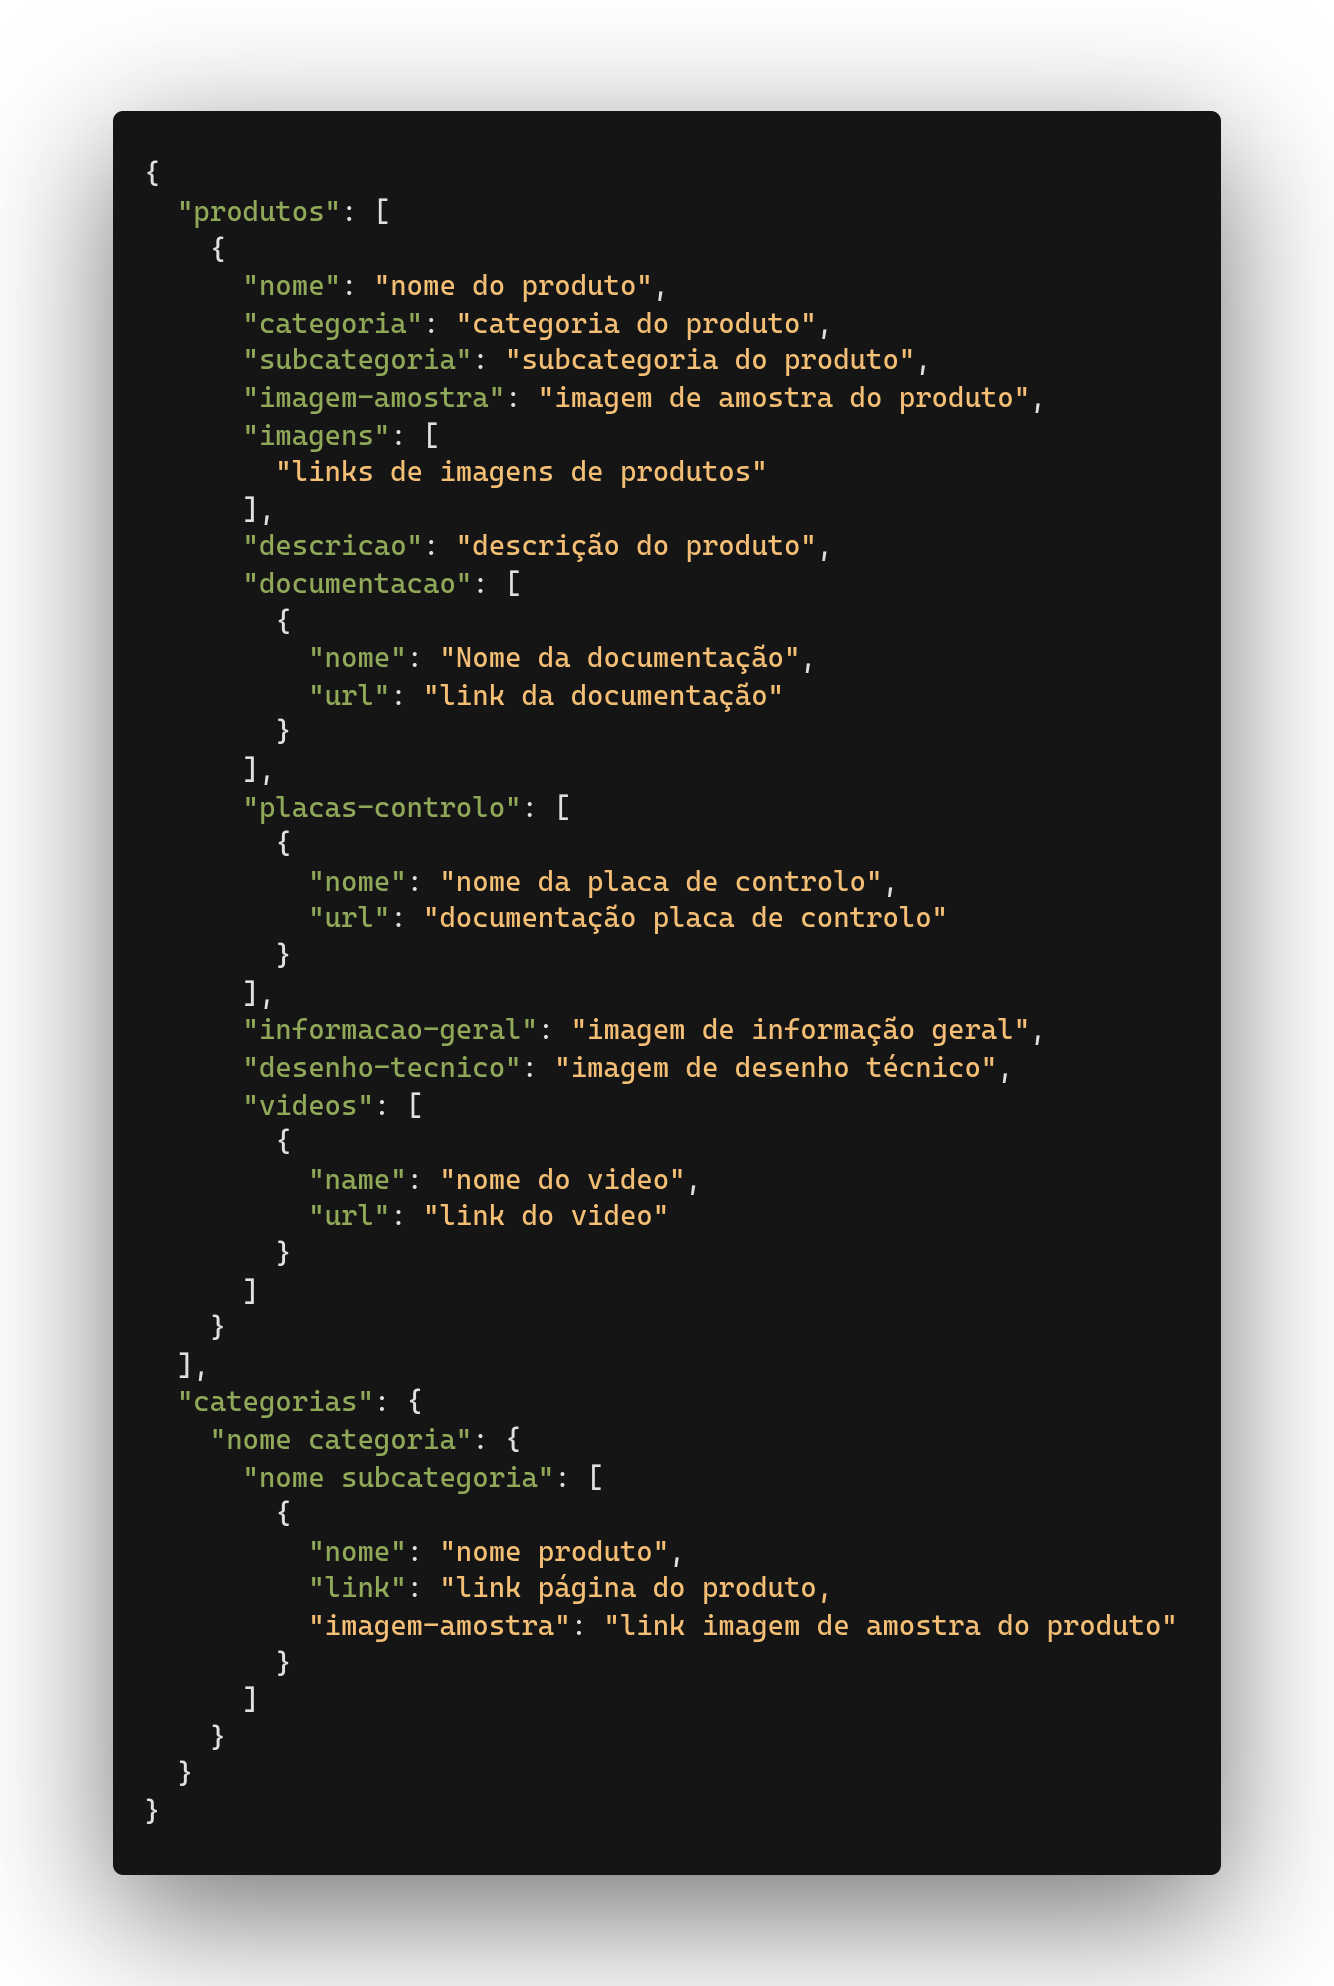 {
  "produtos": [
    {
      "nome": "nome do produto",
      "categoria": "categoria do produto",
      "subcategoria": "subcategoria do produto",
      "imagem-amostra": "imagem de amostra do produto",
      "imagens": [
        "links de imagens de produtos"
      ],
      "descricao": "descrição do produto",
      "documentacao": [
        {
          "nome": "Nome da documentação",
          "url": "link da documentação"
        }
      ],
      "placas-controlo": [
        {
          "nome": "nome da placa de controlo",
          "url": "documentação placa de controlo"
        }
      ],
      "informacao-geral": "imagem de informação geral",
      "desenho-tecnico": "imagem de desenho técnico",
      "videos": [
        {
          "name": "nome do video",
          "url": "link do video"
        }
      ]
    }
  ],
  "categorias": {
    "nome categoria": {
      "nome subcategoria": [
        {
          "nome": "nome produto",
          "link": "link página do produto,
          "imagem-amostra": "link imagem de amostra do produto"
        }
      ]
    }
  }
}